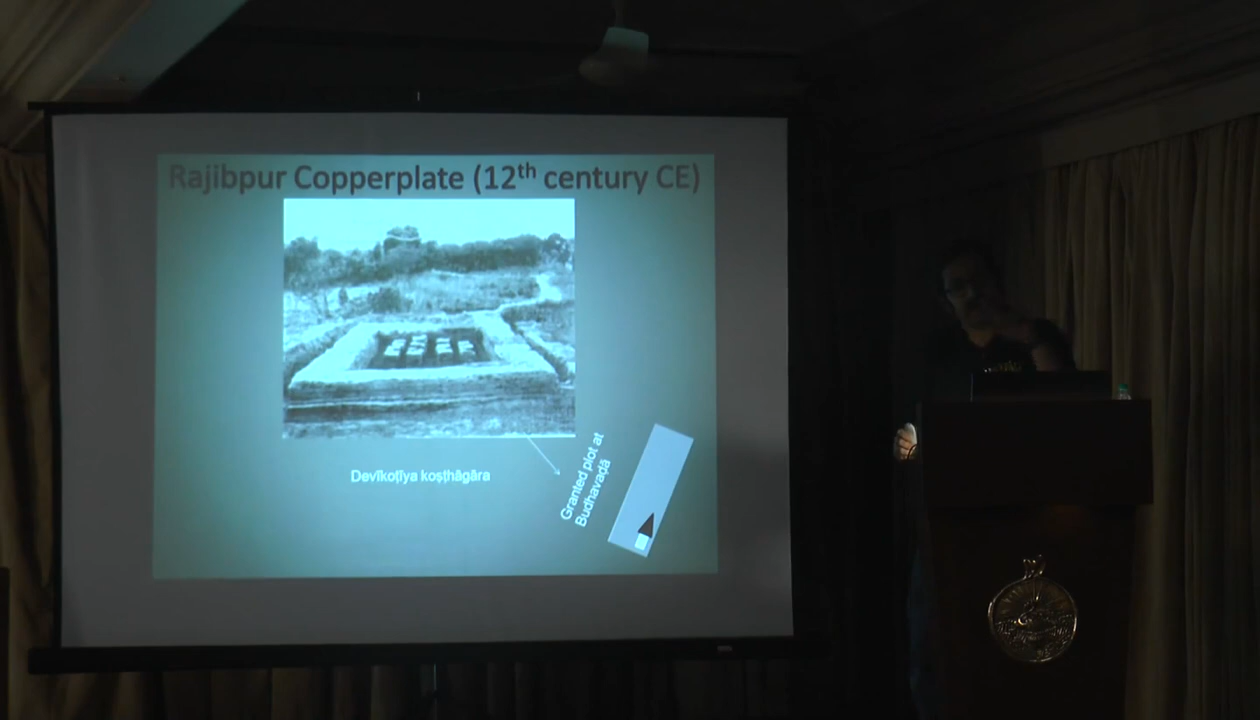 Rajibpur Copperplate (12th century CE)
Devīkoṭīya koṣṭhāgāra
Granted plot at
Budhavaḍā